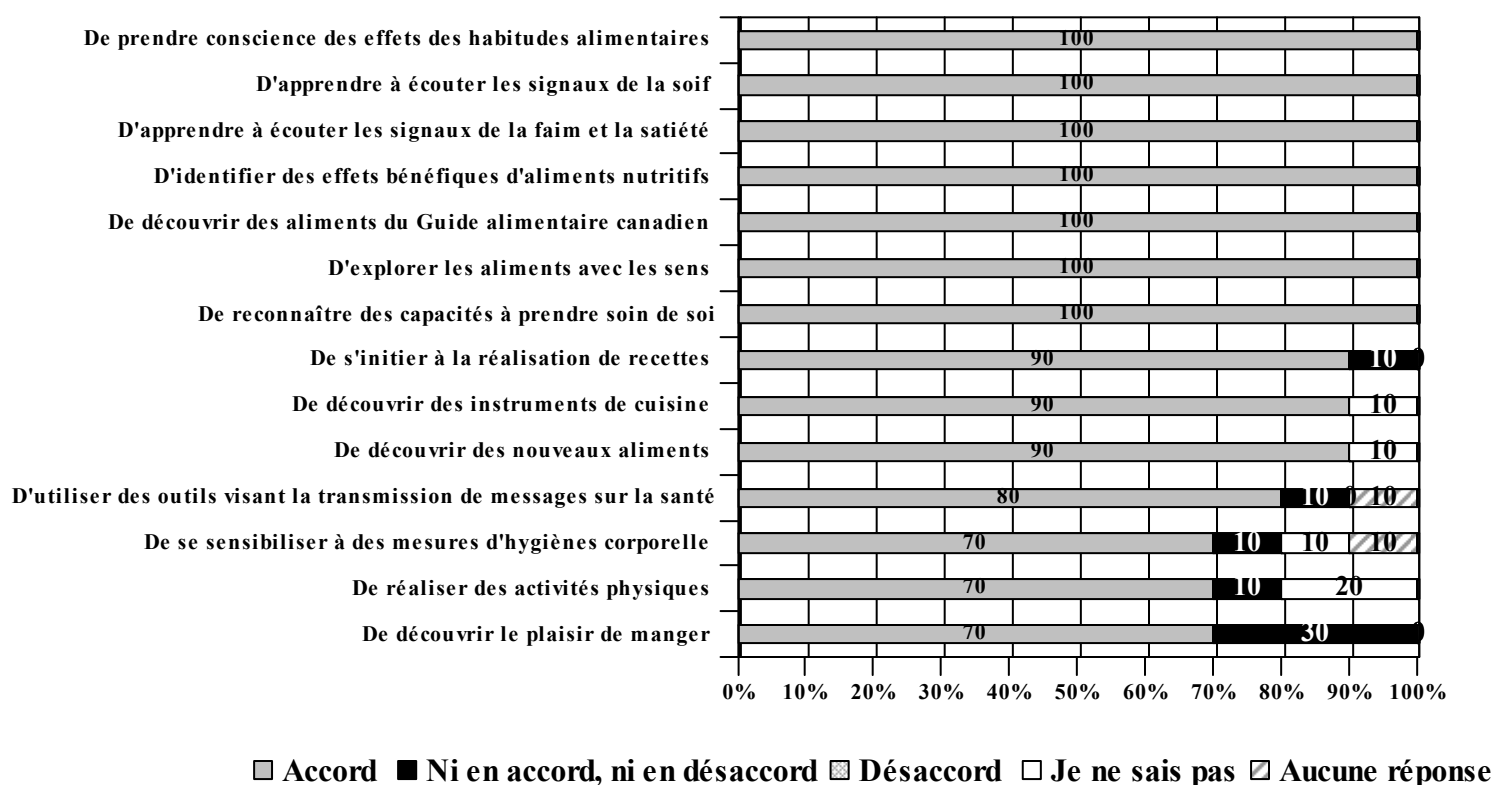 De prendre conscience des effets des habitudes alimentaires 100
D'apprendre à écouter les signaux de la soif 100
D'apprendre à écouter les signaux de la faim et la satiété 100
D'identifier des effets bénéfiques d'aliments nutritifs 100
De découvrir des aliments du Guide alimentaire canadien 100
D'explorer les aliments avec les sens 100
De reconnaître des capacités à prendre soin de soi 100
De s'initier à la réalisation de recettes 90 10 0
De découvrir des instruments de cuisine 90 10
De découvrir des nouveaux aliments 90 10
D'utiliser des outils visant la transmission de messages sur la santé 80 10 0 10
De se sensibiliser à des mesures d'hygiènes corporelle 70 10 10 10
De réaliser des activités physiques 70 10 20
De découvrir le plaisir de manger 70 30 0
0% 10% 20% 30% 40% 50% 60% 70% 80% 90% 100%
Accord Ni en accord, ni en désaccord Désaccord Je ne sais pas Aucune réponse